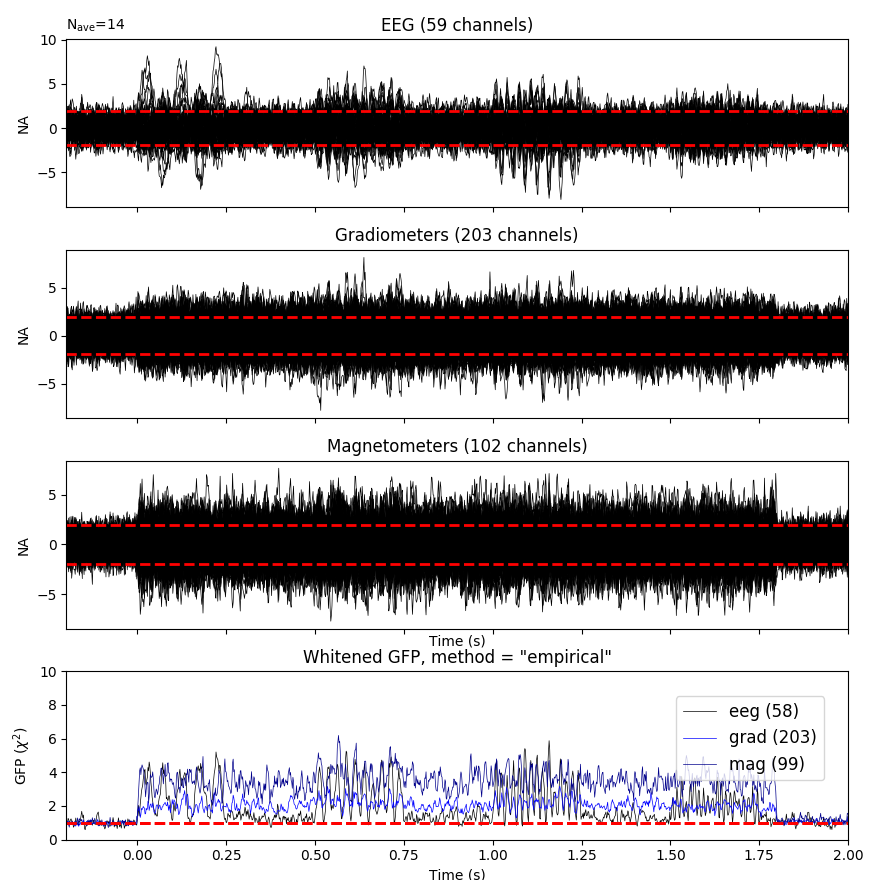 Nave=14
EEG (59 channels)
10
5
0
−5
NA
Gradiometers (203 channels)
5
0
−5
NA
Magnetometers (102 channels)
5
0
−5
NA
Time (s)
Whitened GFP, method = "empirical"
10
8
6
4
2
0
GFP (χ²)
eeg (58)
grad (203)
mag (99)
0.00 0.25 0.50 0.75 1.00 1.25 1.50 1.75 2.00
Time (s)